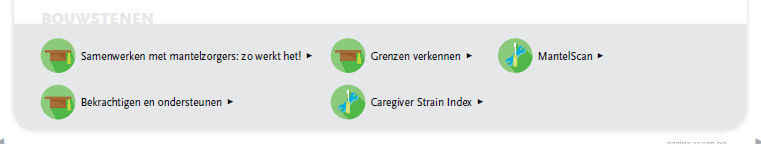 BOUWSTENEN
Samenwerken met mantelzorgers: zo werkt het! ►
Grenzen verkennen ►
MantelScan ►
Bekrachtigen en ondersteunen ►
Caregiver Strain Index ►